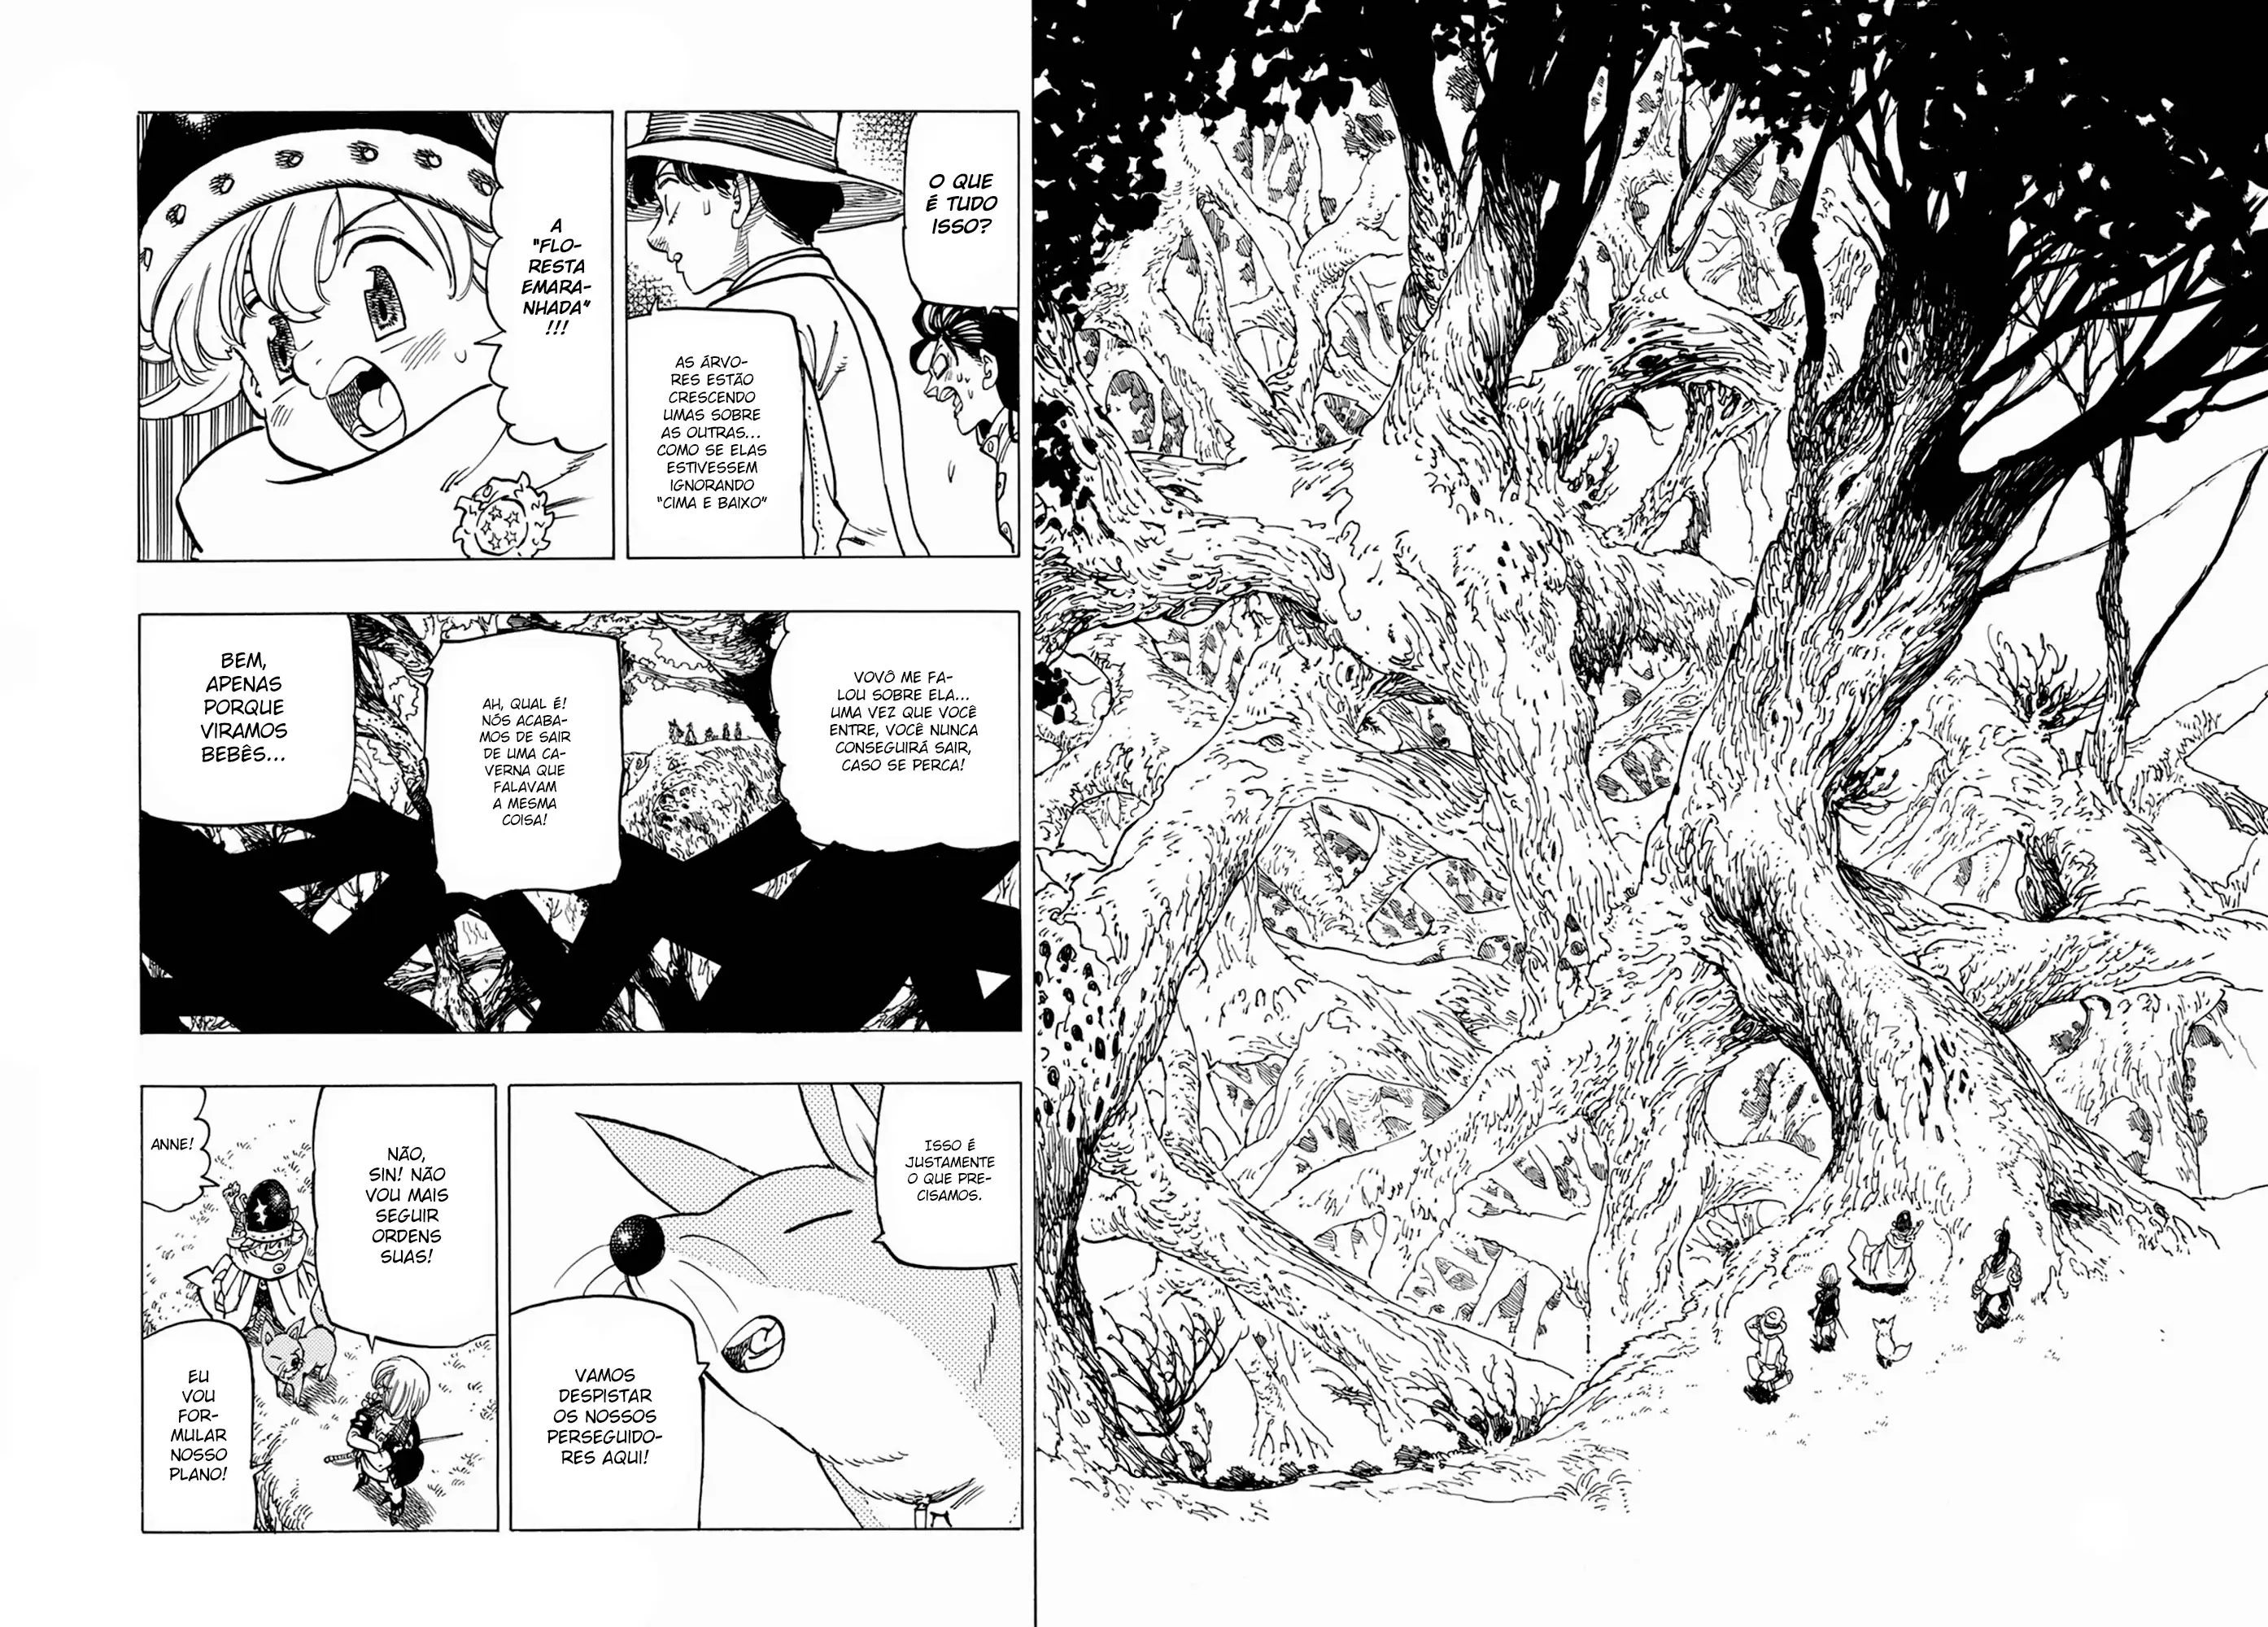 O QUE
É TUDO
ISSO?
AS ÁRVO-
RES ESTÃO
CRESCENDO
UMAS SOBRE
AS OUTRAS...
COMO SE ELAS
ESTIVESSEM
IGNORANDO
"CIMA E BAIXO"
A
"FLO-
RESTA
EMARA-
NHADA"
!!!
VOVÔ ME FA-
LOU SOBRE ELA...
UMA VEZ QUE VOCÊ
ENTRE, VOCÊ NUNCA
CONSEGUIRÁ SAIR,
CASO SE PERCA!
AH, QUAL É!
NÓS ACABA-
MOS DE SAIR
DE UMA CA-
VERNA QUE
FALAVAM
A MESMA
COISA!
BEM,
APENAS
PORQUE
VIRAMOS
BEBÊS...
ISSO É
JUSTAMENTE
O QUE PRE-
CISAMOS.
VAMOS
DESPISTAR
OS NOSSOS
PERSEGUIDO-
RES AQUI!
NÃO,
SIN! NÃO
VOU MAIS
SEGUIR
ORDENS
SUAS!
ANNE!
EU
VOU
FOR-
MULAR
NOSSO
PLANO!